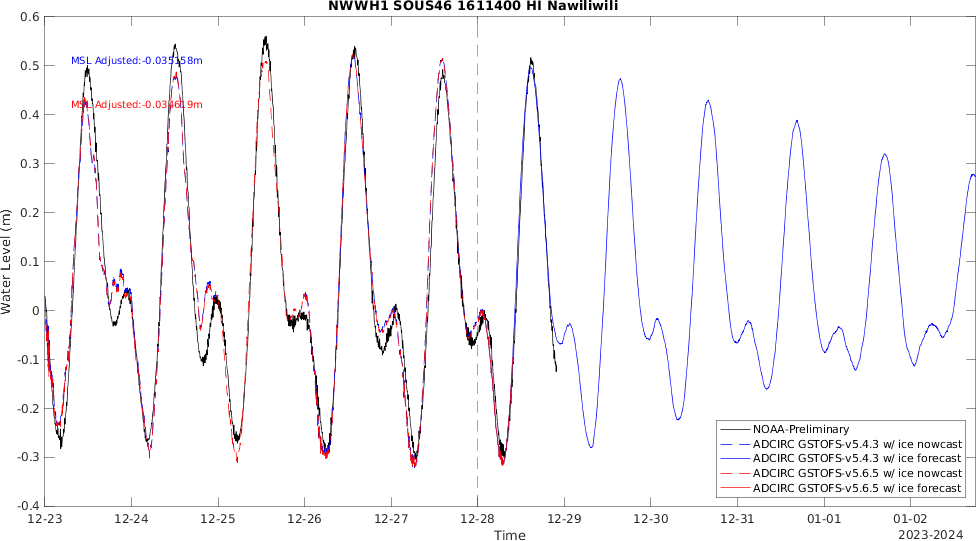 NWWH1 SOUS46 1611400 HI Nawiliwili
0.6
0.5
0.4
0.3
0.2
0.1
0
-0.1
-0.2
-0.3
-0.4
Water Level (m)
MSL Adjusted:-0.035158m
MSL Adjusted:-0.034619m
NOAA-Preliminary
ADCIRC GSTOFS-v5.4.3 w/ ice nowcast
ADCIRC GSTOFS-v5.4.3 w/ ice forecast
ADCIRC GSTOFS-v5.6.5 w/ ice nowcast
ADCIRC GSTOFS-v5.6.5 w/ ice forecast
12-23 12-24 12-25 12-26 12-27 12-28 12-29 12-30 12-31 01-01 01-02
Time
2023-2024